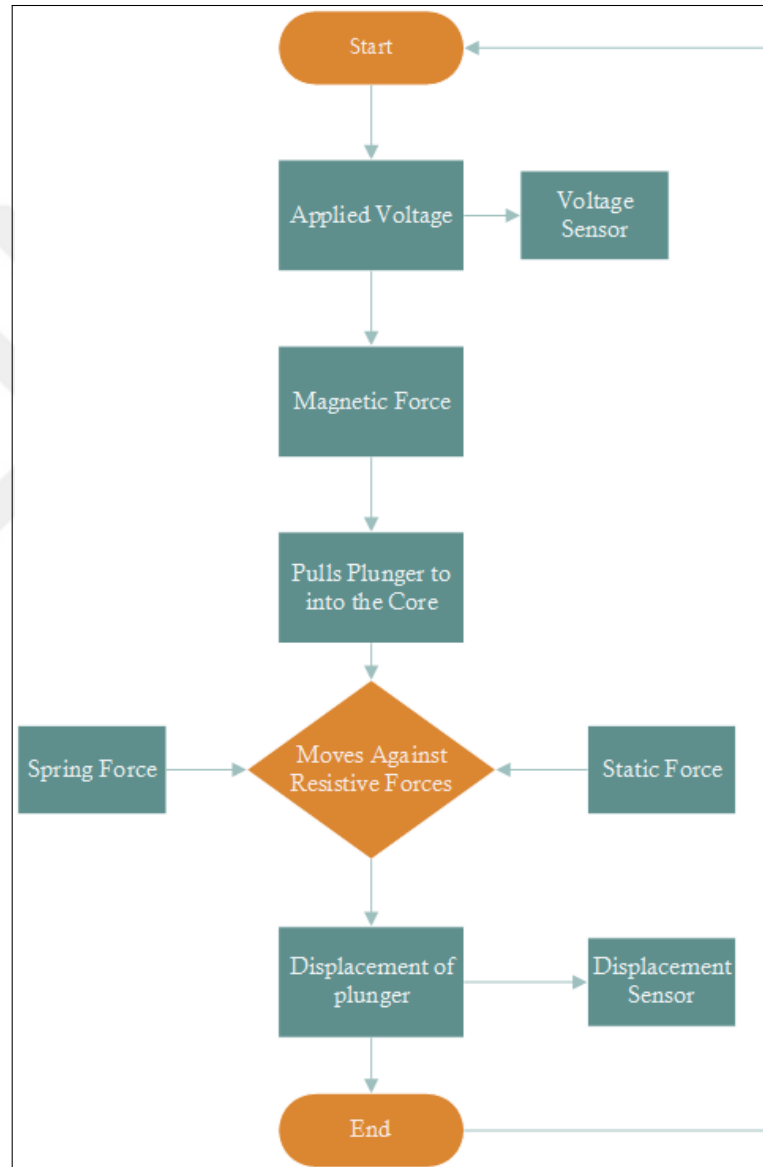 Start
Applied Voltage
Voltage
Sensor
Magnetic Force
Pulls Plunger to
into the Core
Spring Force
Moves Against
Resistive Forces
Static Force
Displacement of
plunger
Displacement
Sensor
End